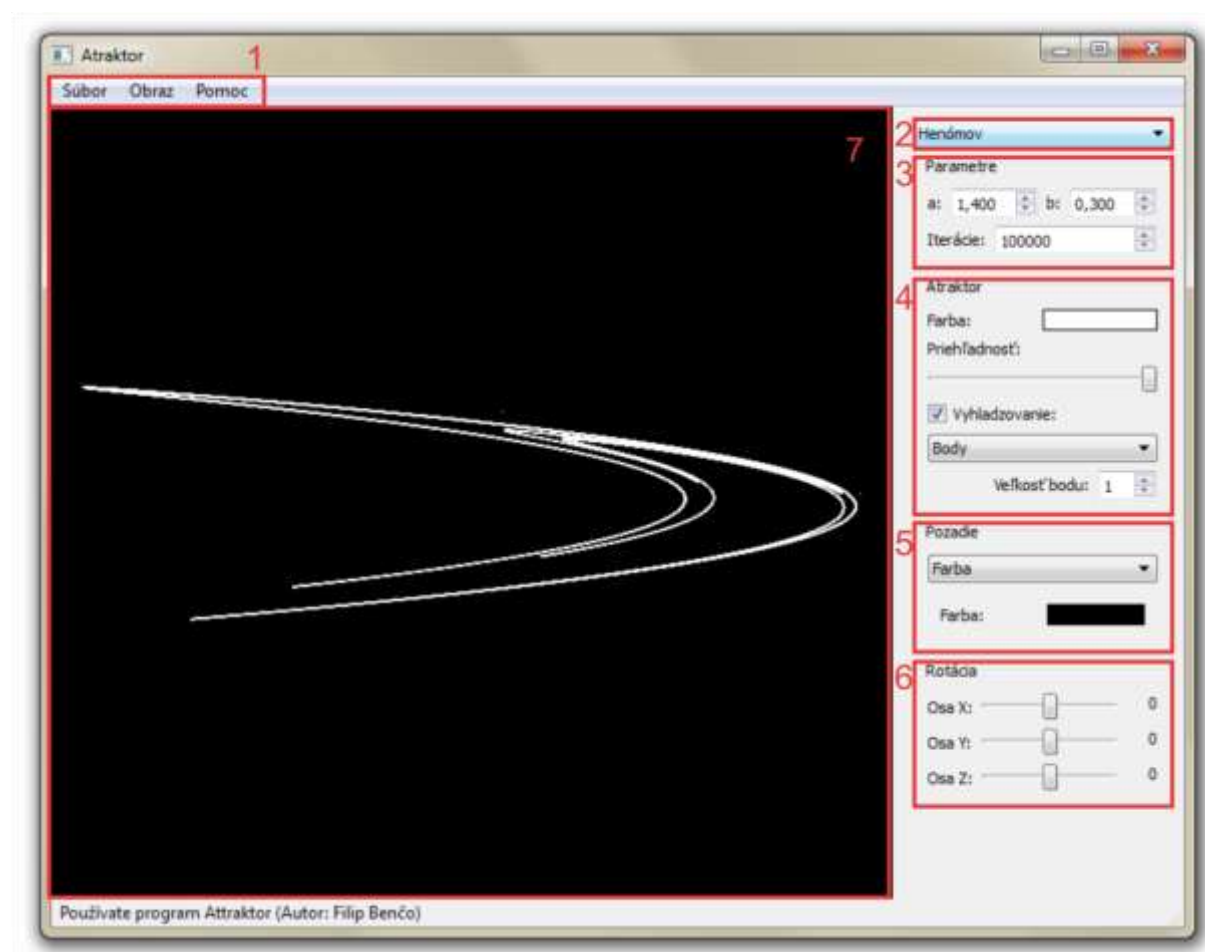 Atraktor
1
Súbor Obraz Pomoc
7
2
Henómov
3
Parametre
a: 1,400 b: 0,300
Iterácie: 100000
4
Atraktor
Farba:
Priehľadnosť:
Vyhladzovanie:
Body
Veľkosť bodu: 1
5
Pozadie
Farba
Farba:
6
Rotácia
Osa X: 0
Osa Y: 0
Osa Z: 0
Používate program Attraktor (Autor: Filip Benčo)